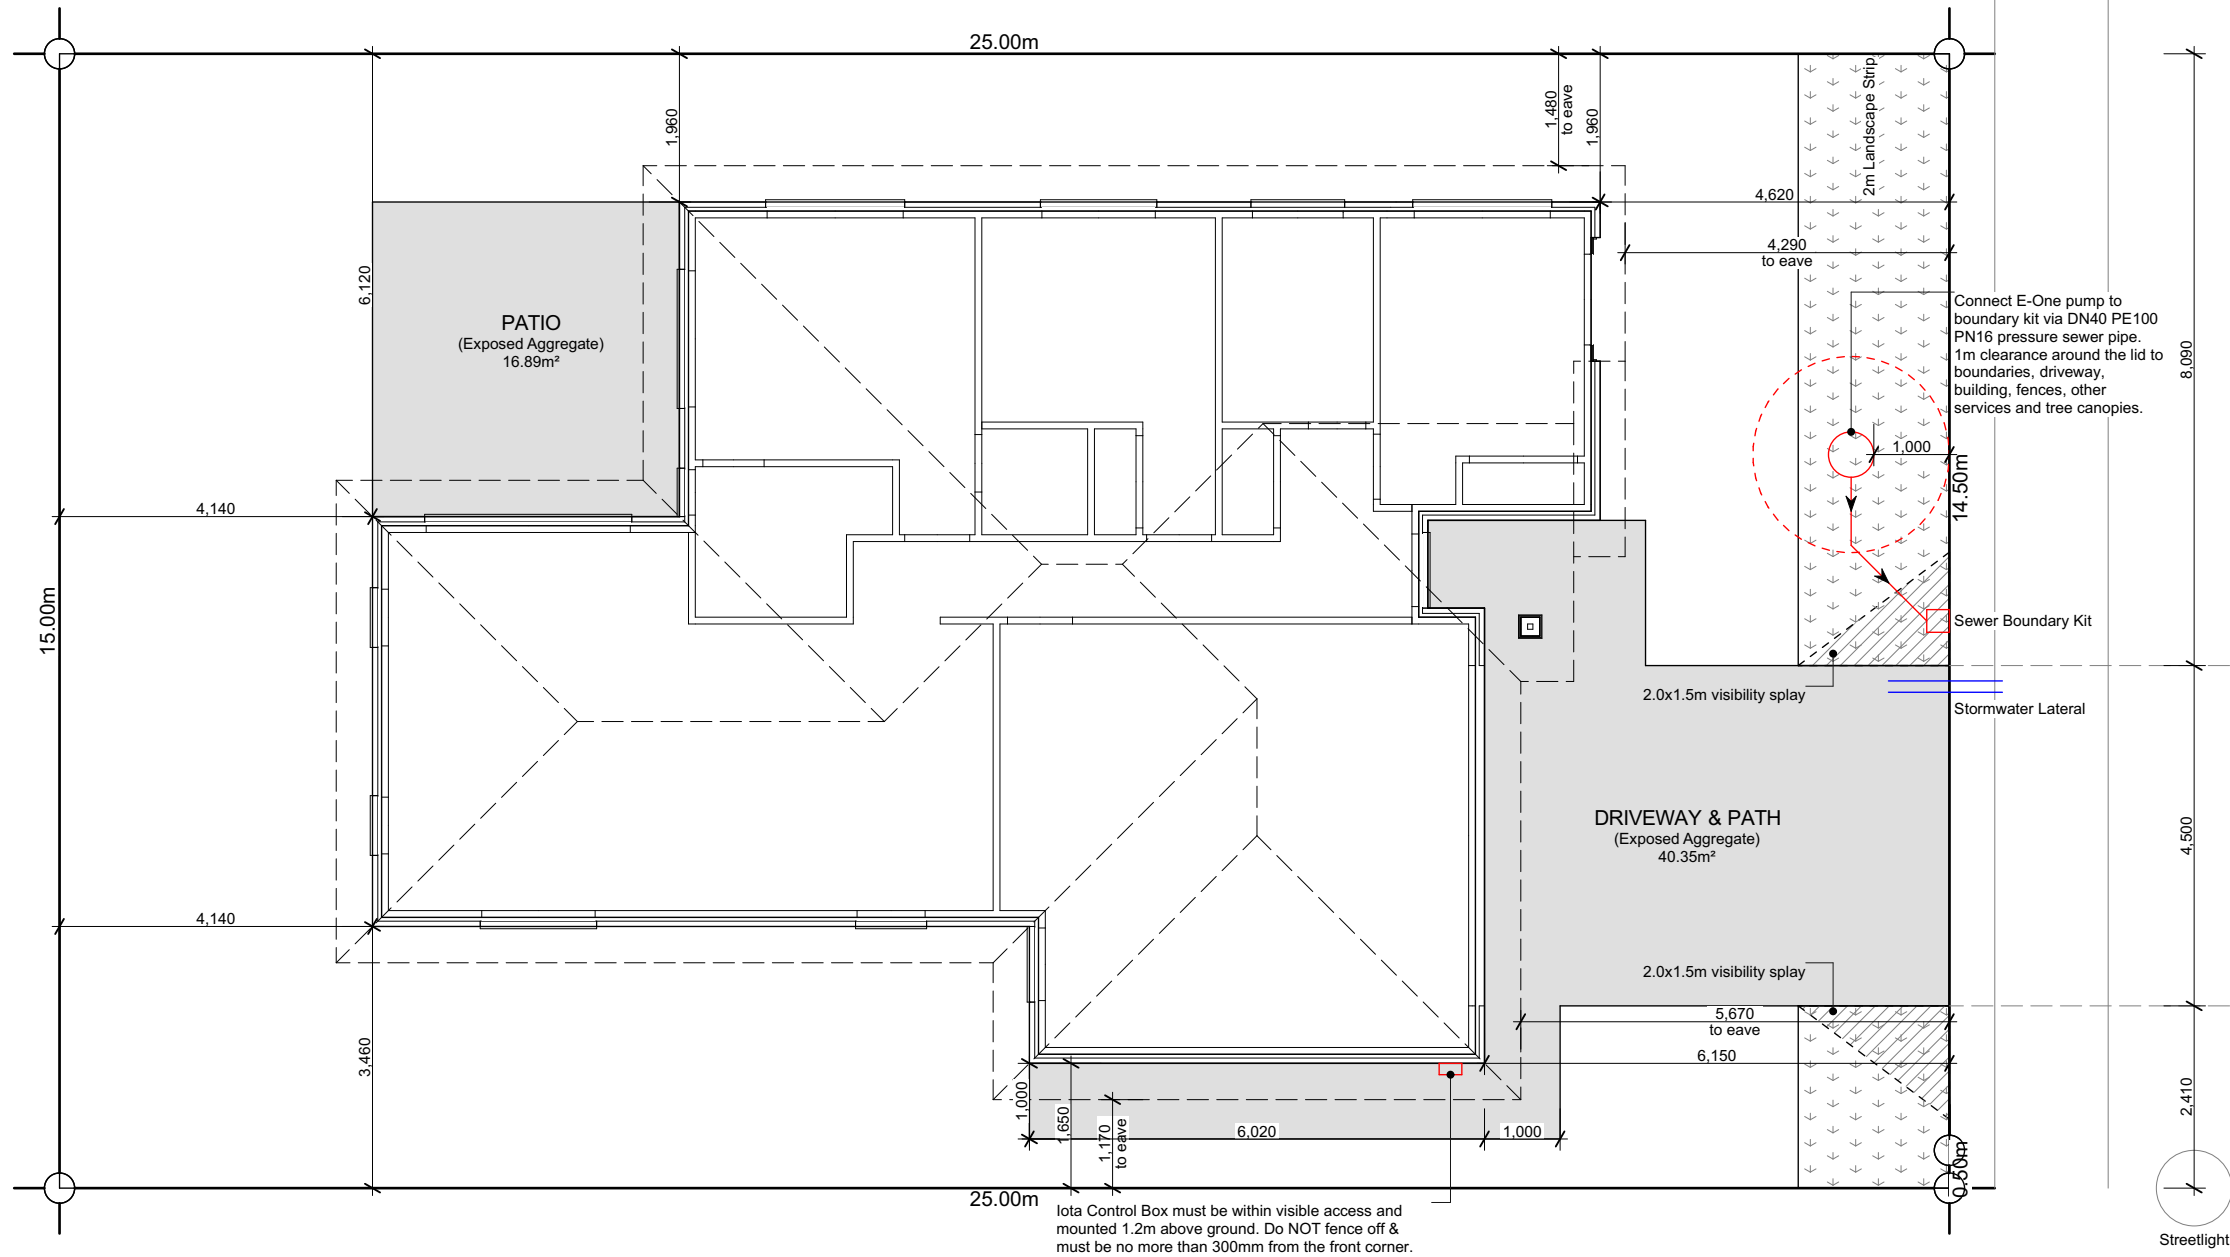 25.00m
1,960
1,480
to eave
1,960
2m Landscape Strip
4,620
4,290
to eave
6,120
PATIO
(Exposed Aggregate)
16.89m²
Connect E-One pump to
boundary kit via DN40 PE100
PN16 pressure sewer pipe.
1m clearance around the lid to
boundaries, driveway,
building, fences, other
services and tree canopies.
8,090
1,000
14.50m
4,140
15.00m
Sewer Boundary Kit
2.0x1.5m visibility splay
Stormwater Lateral
DRIVEWAY & PATH
(Exposed Aggregate)
40.35m²
4,500
4,140
2.0x1.5m visibility splay
5,670
to eave
6,150
3,460
1,000
1,650
1,170
to eave
6,020
1,000
2,410
0.50m
25.00m
Iota Control Box must be within visible access and
mounted 1.2m above ground. Do NOT fence off &
must be no more than 300mm from the front corner.
Streetlight